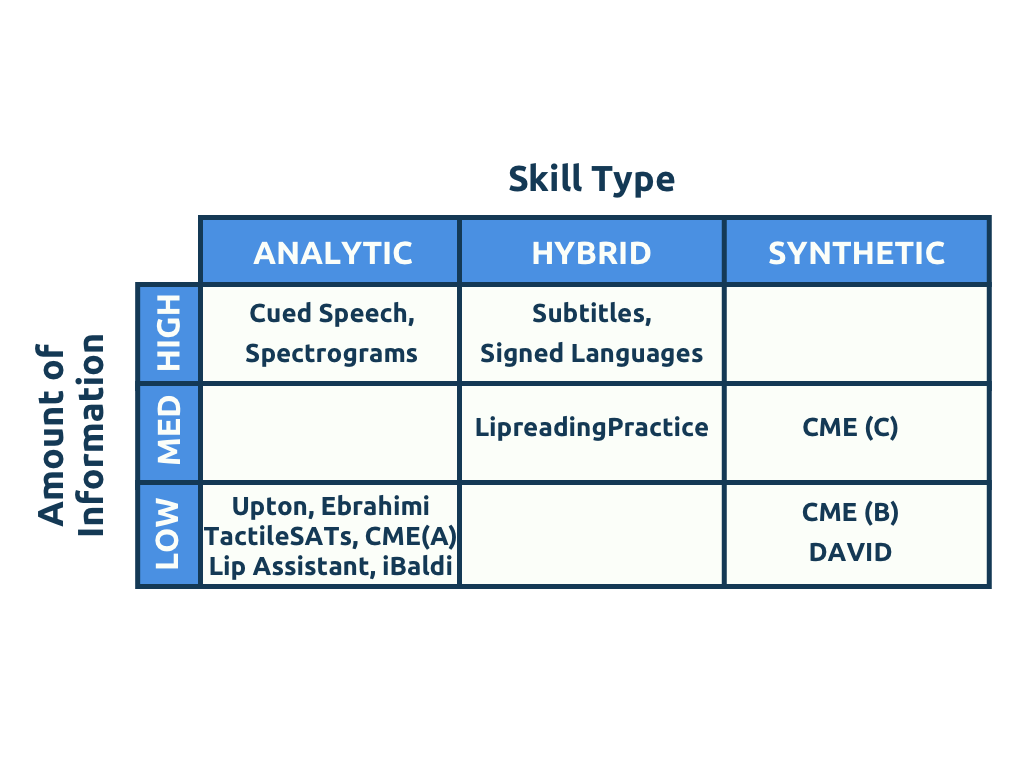 Skill Type
ANALYTIC HYBRID SYNTHETIC
Amount of
Information
HIGH
Cued Speech,
Spectrograms
Subtitles,
Signed Languages
MED
LipreadingPractice
CME (C)
LOW
Upton, Ebrahimi
TactileSATs, CME(A)
Lip Assistant, iBaldi
CME (B)
DAVID